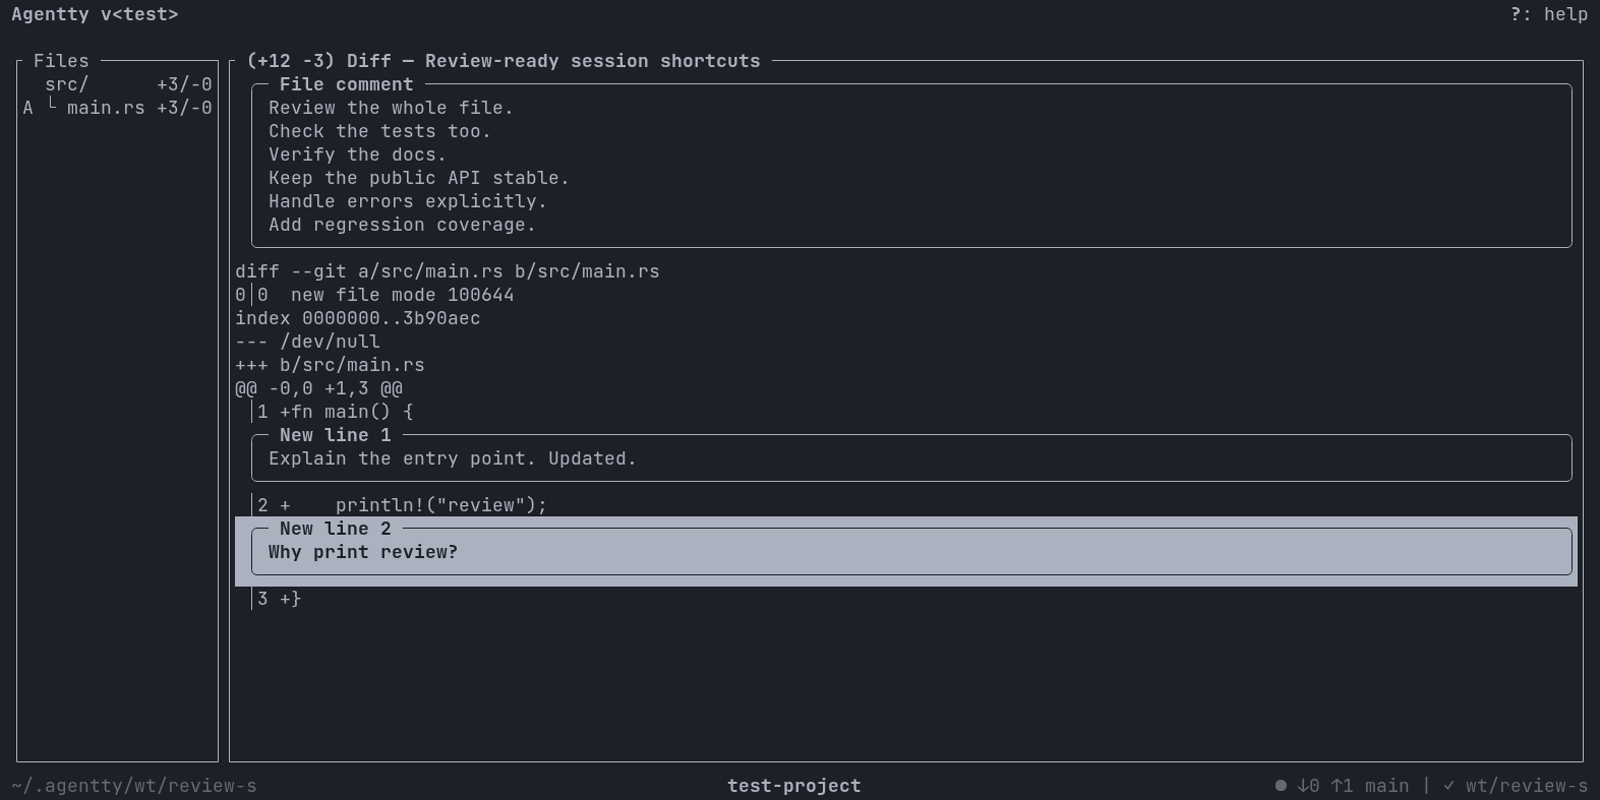 Agentty v<test>
?: help
Files
src/ +3/-0
A └ main.rs +3/-0
(+12 -3) Diff — Review-ready session shortcuts
File comment
Review the whole file.
Check the tests too.
Verify the docs.
Keep the public API stable.
Handle errors explicitly.
Add regression coverage.
diff --git a/src/main.rs b/src/main.rs
0│0  new file mode 100644
index 0000000..3b90aec
--- /dev/null
+++ b/src/main.rs
@@ -0,0 +1,3 @@
│1 +fn main() {
New line 1
Explain the entry point. Updated.
│2 +    println!("review");
New line 2
Why print review?
│3 +}
~/.agentty/wt/review-s
test-project
● ↓0 ↑1 main | ✓ wt/review-s